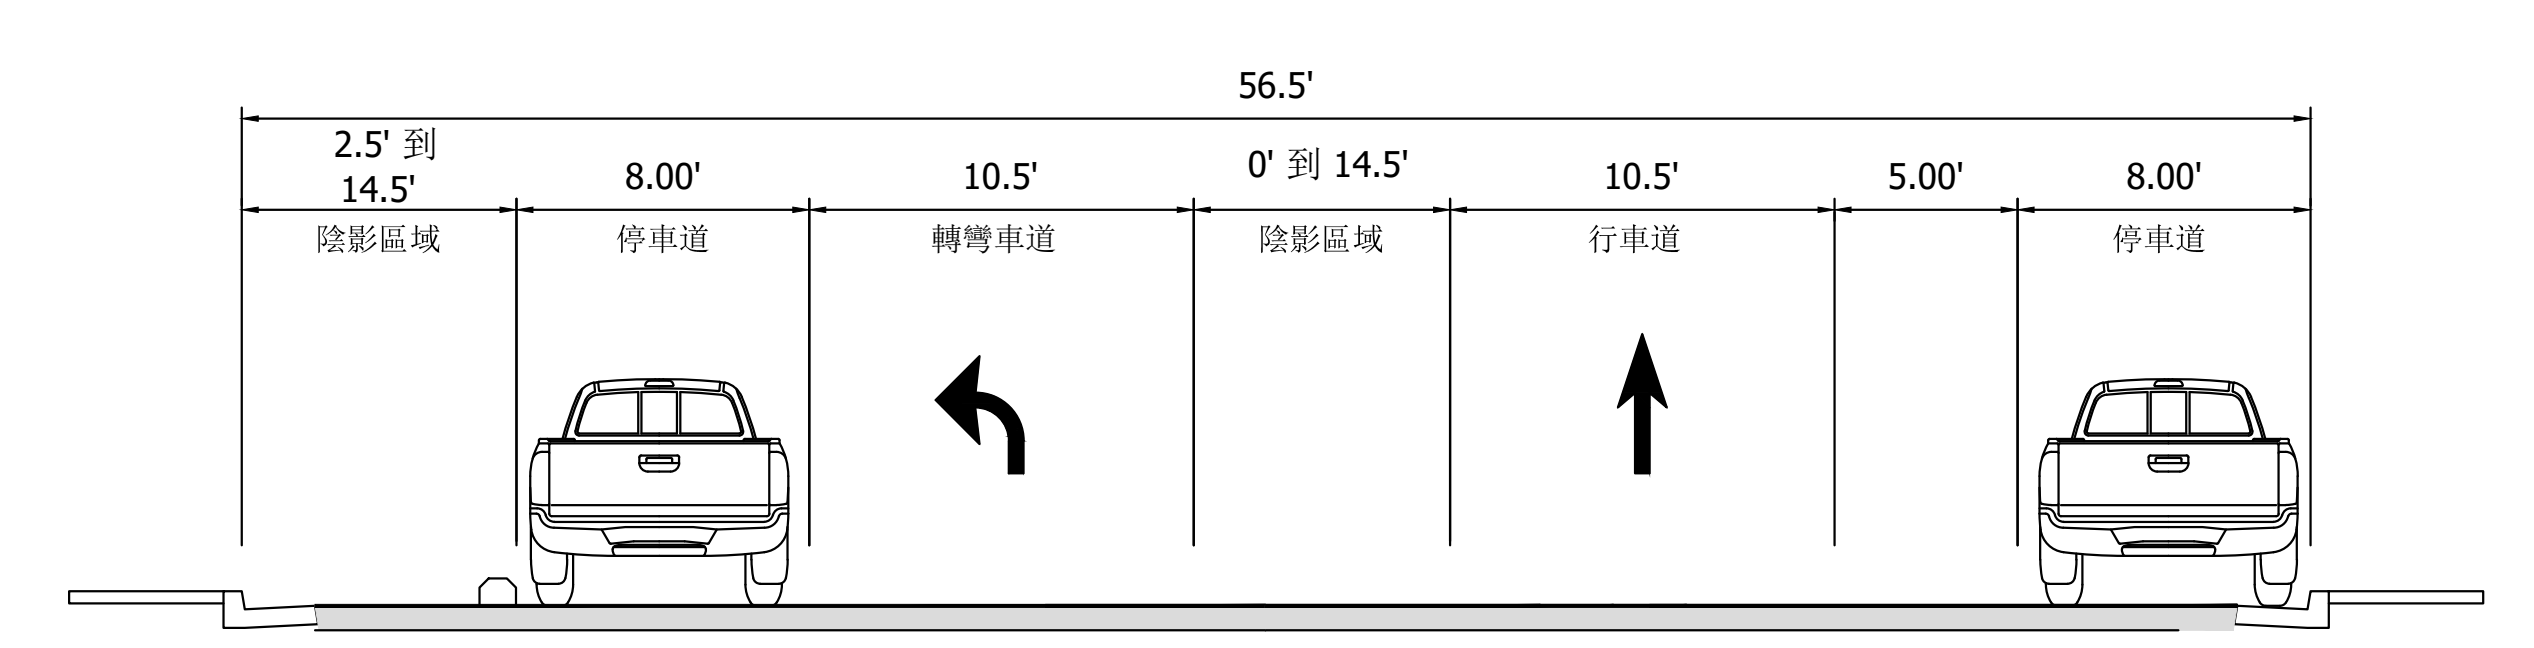 56.5'
2.5' 到
14.5'
8.00'
10.5'
0' 到 14.5'
10.5'
5.00'
8.00'
陰影區域
停車道
轉彎車道
陰影區域
行車道
停車道